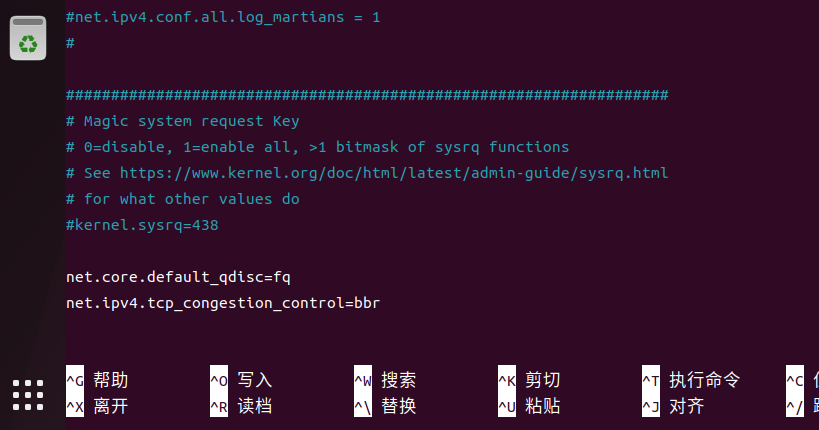 #net.ipv4.conf.all.log_martians = 1
#
###################################################################
# Magic system request Key
# 0=disable, 1=enable all, >1 bitmask of sysrq functions
# See https://www.kernel.org/doc/html/latest/admin-guide/sysrq.html
# for what other values do
#kernel.sysrq=438
net.core.default_qdisc=fq
net.ipv4.tcp_congestion_control=bbr
^G 帮助 ^O 写入 ^W 搜索 ^K 剪切 ^T 执行命令 ^C
^X 离开 ^R 读档 ^\ 替换 ^U 粘贴 ^J 对齐 ^/